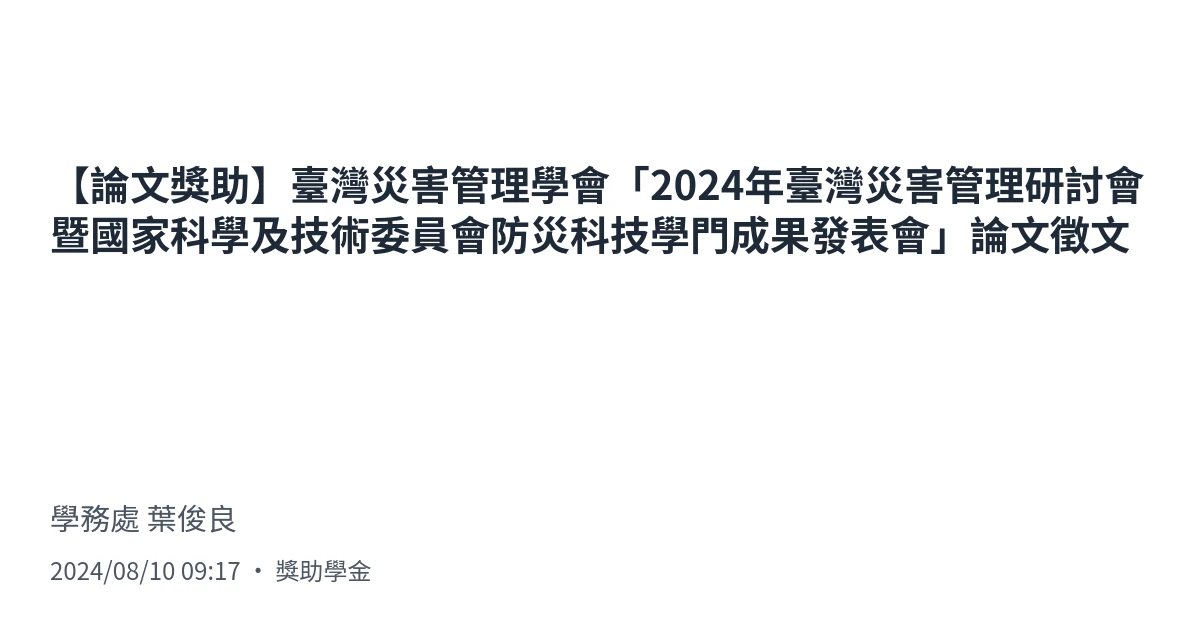 【論文獎助】臺灣災害管理學會「2024年臺灣災害管理研討會
暨國家科學及技術委員會防災科技學門成果發表會」論文徵文
學務處 葉俊良
2024/08/10 09:17 • 獎助學金